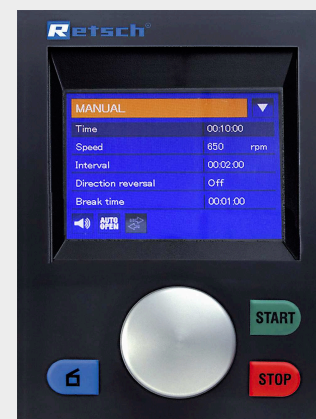 Retsch®
MANUAL
Time 00:10:00
Speed 650 rpm
Interval 00:02:00
Direction reversal Off
Break time 00:01:00
AUTO
OPEN
START
STOP